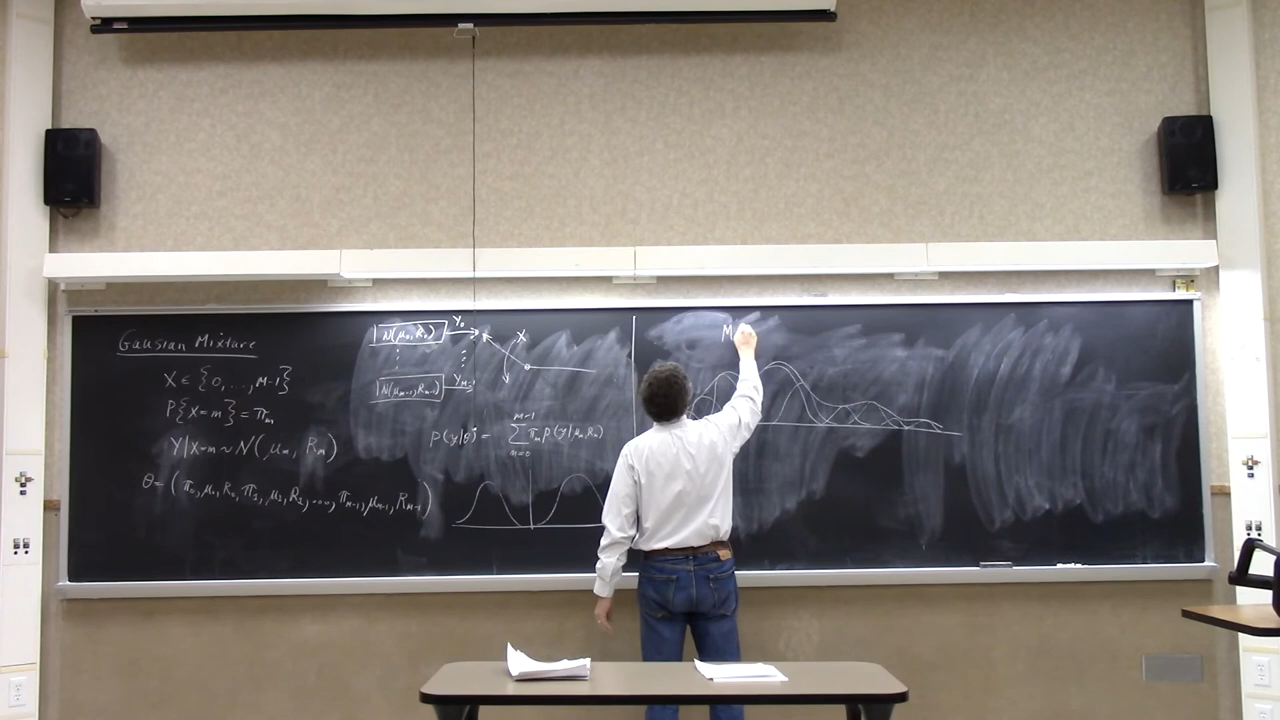 Gaussian Mixture
X ∈ {0, ..., M-1}
P{X=m} = π_m
Y|X=m ~ N(μ_m, R_m)
θ = (π_0, μ_0, R_0, π_1, μ_1, R_1, ..., π_{M-1}, μ_{M-1}, R_{M-1})
N(μ_0, R_0) Y_0
X
⋮ ⋮
N(μ_{M-1}, R_{M-1}) Y_{M-1}
p(y|θ) = Σ_{m=0}^{M-1} π_m p(y|μ_m, R_m)
M